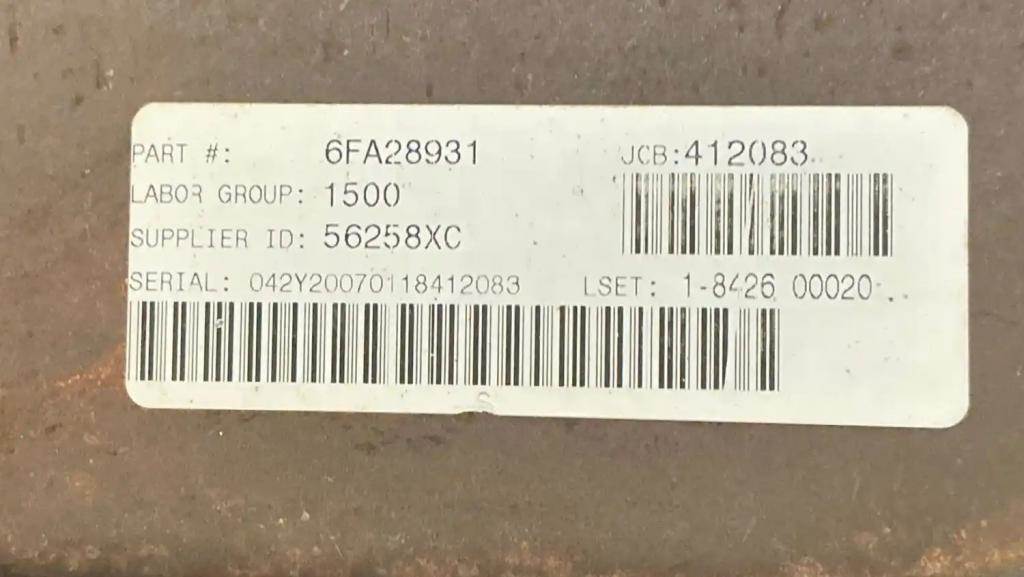 PART #: 6FA28931 JCB:412083
LABOR GROUP: 1500
SUPPLIER ID: 56258XC
SERIAL: 042Y20070118412083 LSET: 1-8426 00020